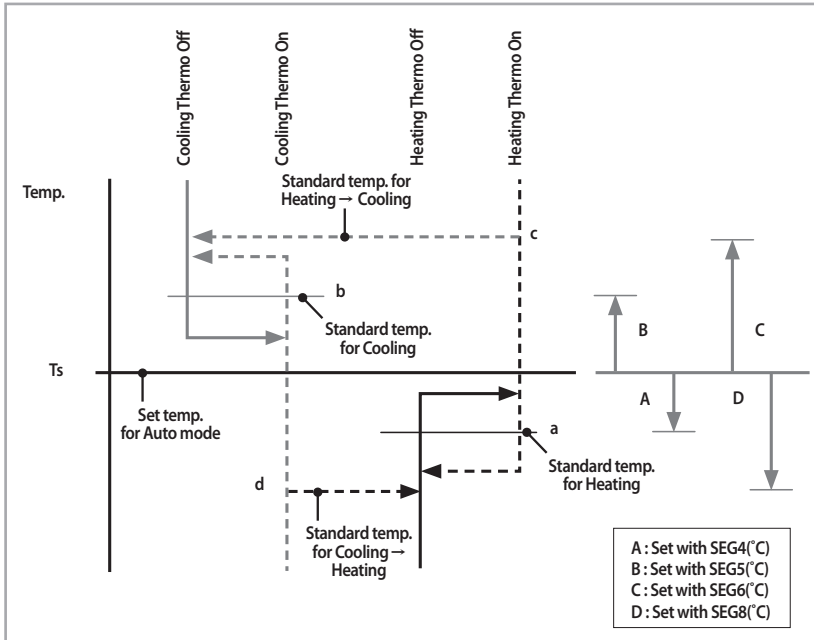 Cooling Thermo Off
Cooling Thermo On
Heating Thermo Off
Heating Thermo On
Temp.
Standard temp. for
Heating → Cooling
c
b
Standard temp.
for Cooling
B
C
Ts
A
D
Set temp.
for Auto mode
a
Standard temp.
for Heating
d
Standard temp.
for Cooling →
Heating
A : Set with SEG4(˚C)
B : Set with SEG5(˚C)
C : Set with SEG6(˚C)
D : Set with SEG8(˚C)